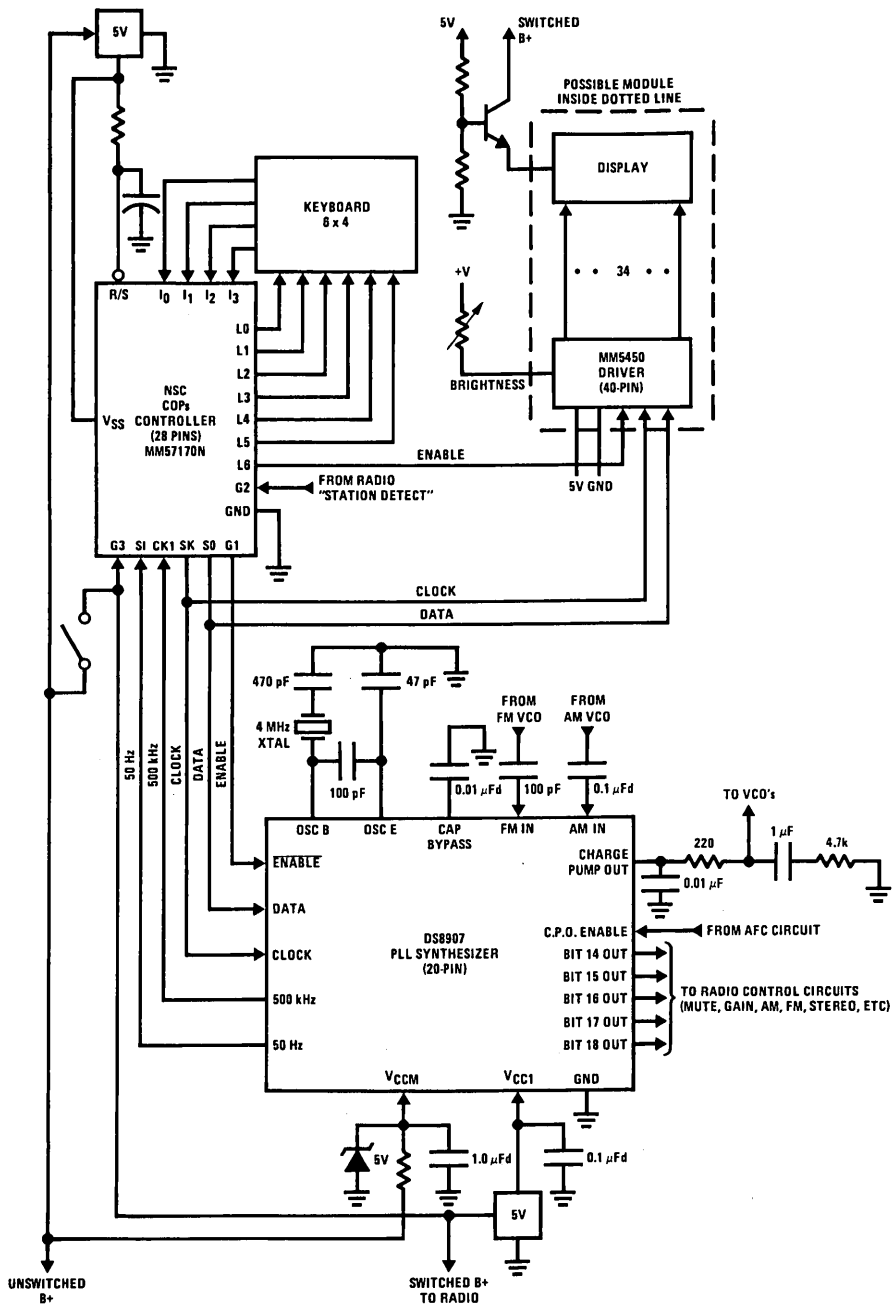 5V
5V
SWITCHED
B+
POSSIBLE MODULE
INSIDE DOTTED LINE
DISPLAY
KEYBOARD
6 x 4
34
+V
BRIGHTNESS
MM5450
DRIVER
(40-PIN)
5V GND
R/S
I0
I1
I2
I3
L0
L1
L2
L3
L4
L5
L6
G2
GND
VSS
NSC
COPs
CONTROLLER
(28 PINS)
MM57170N
G3
SI
CK1
SK
S0
G1
ENABLE
FROM RADIO
"STATION DETECT"
CLOCK
DATA
50 Hz
500 kHz
CLOCK
DATA
ENABLE
470 pF
47 pF
4 MHz
XTAL
100 pF
0.01 μFd
FROM
FM VCO
100 pF
FROM
AM VCO
0.1 μFd
OSC B
OSC E
CAP
BYPASS
FM IN
AM IN
ENABLE
DATA
CLOCK
500 kHz
50 Hz
DS8907
PLL SYNTHESIZER
(20-PIN)
CHARGE
PUMP OUT
C.P.O. ENABLE
BIT 14 OUT
BIT 15 OUT
BIT 16 OUT
BIT 17 OUT
BIT 18 OUT
VCCM
VCC1
GND
TO VCO's
220
1 μF
4.7k
0.01 μF
FROM AFC CIRCUIT
TO RADIO CONTROL CIRCUITS
(MUTE, GAIN, AM, FM, STEREO, ETC)
5V
1.0 μFd
0.1 μFd
5V
UNSWITCHED
B+
SWITCHED B+
TO RADIO